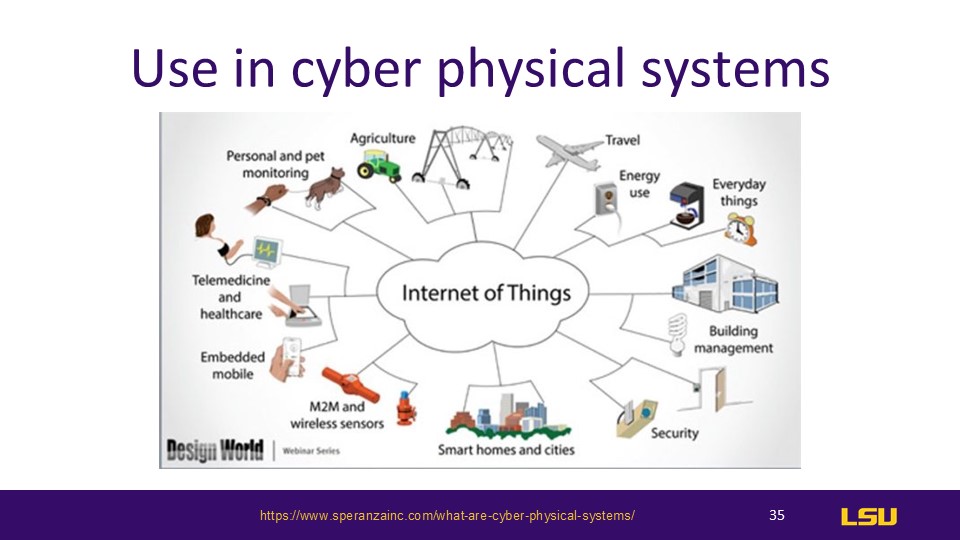 Use in cyber physical systems
Agriculture
Travel
Personal and pet
monitoring
Energy
use
Everyday
things
Telemedicine
and
healthcare
Internet of Things
Building
management
Embedded
mobile
M2M and
wireless sensors
Smart homes and cities
Security
Design World
Webinar Series
https://www.speranzainc.com/what-are-cyber-physical-systems/
35
LSU